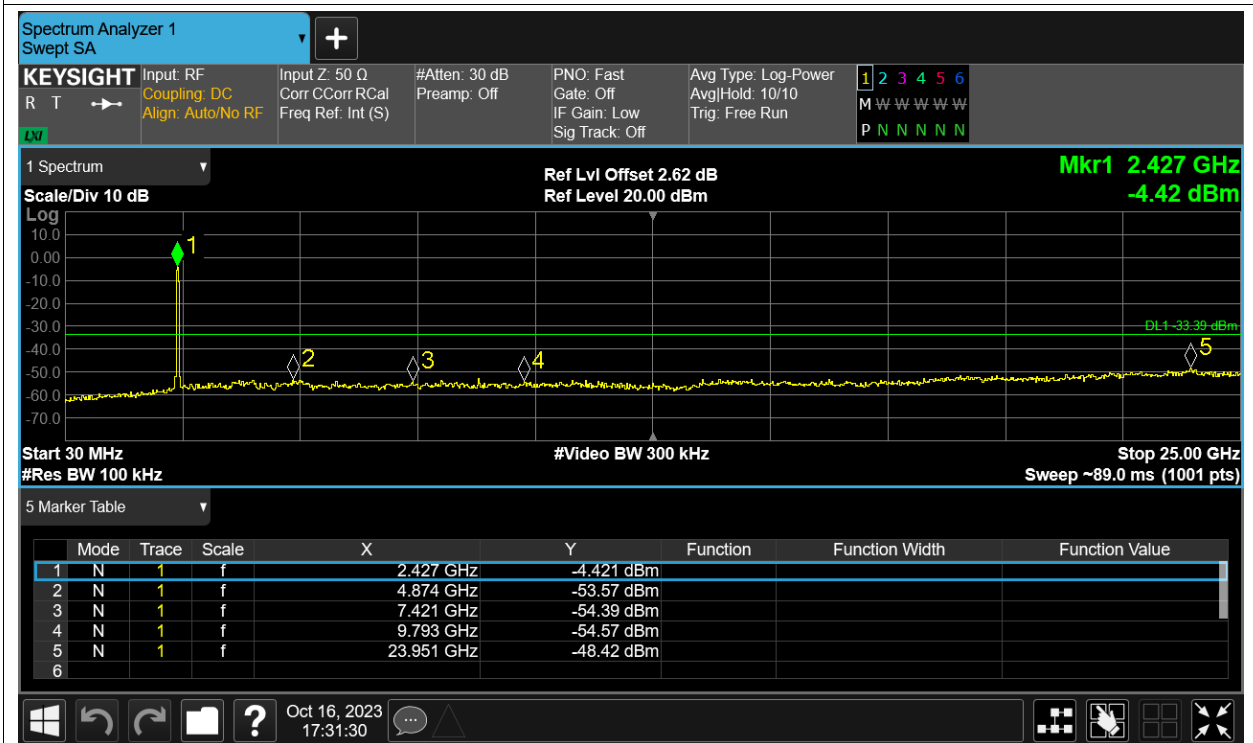 Spectrum Analyzer 1
Swept SA
KEYSIGHT
R T
LXI
Input: RF
Coupling: DC
Align: Auto/No RF
Input Z: 50 Ω
Corr CCorr RCal
Freq Ref: Int (S)
#Atten: 30 dB
Preamp: Off
PNO: Fast
Gate: Off
IF Gain: Low
Sig Track: Off
Avg Type: Log-Power
Avg|Hold: 10/10
Trig: Free Run
1 2 3 4 5 6
M W W W W W
P N N N N N
1 Spectrum
Scale/Div 10 dB
Ref Lvl Offset 2.62 dB
Ref Level 20.00 dBm
Mkr1 2.427 GHz
-4.42 dBm
Log
10.0
0.00
-10.0
-20.0
-30.0
-40.0
-50.0
-60.0
-70.0
1
2
3
4
5
DL1 -33.39 dBm
Start 30 MHz
#Res BW 100 kHz
#Video BW 300 kHz
Stop 25.00 GHz
Sweep ~89.0 ms (1001 pts)
5 Marker Table
Mode Trace Scale X Y Function Function Width Function Value
1 N 1 f 2.427 GHz -4.421 dBm
2 N 1 f 4.874 GHz -53.57 dBm
3 N 1 f 7.421 GHz -54.39 dBm
4 N 1 f 9.793 GHz -54.57 dBm
5 N 1 f 23.951 GHz -48.42 dBm
6
?
Oct 16, 2023
17:31:30